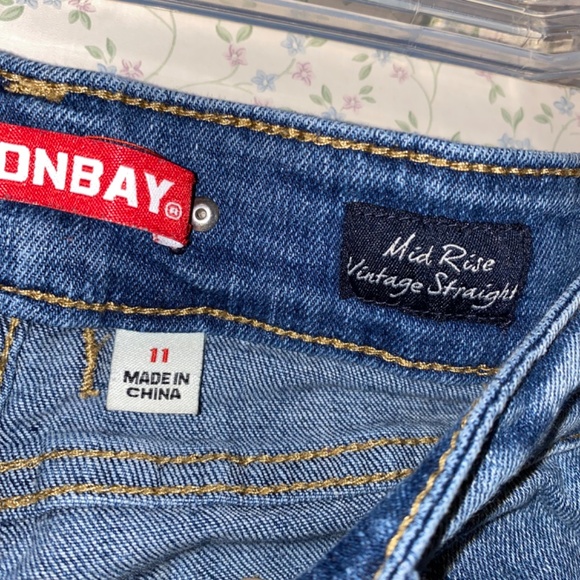 ONBAY®
Mid Rise
Vintage Straight
11
MADE IN
CHINA